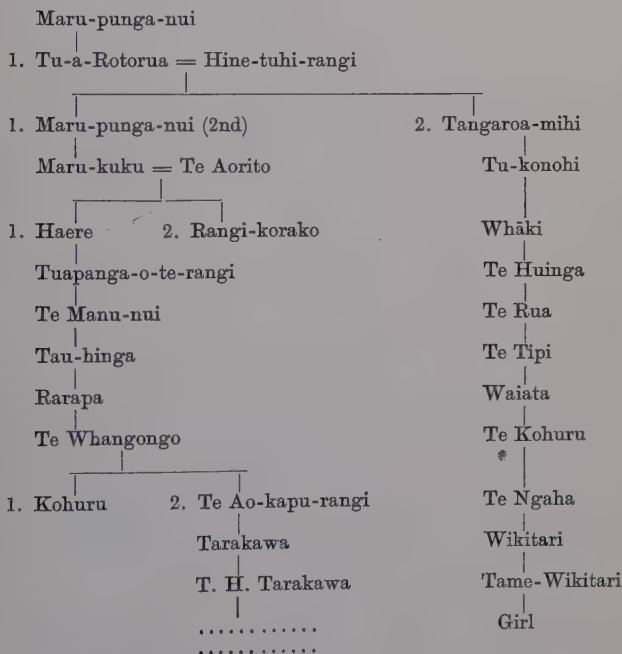 Maru-punga-nui
1. Tu-a-Rotorua = Hine-tuhi-rangi
1. Maru-punga-nui (2nd) 2. Tangaroa-mihi
Maru-kuku = Te Aorito Tu-konohi
1. Haere 2. Rangi-korako Whāki
Tuapanga-o-te-rangi Te Huinga
Te Manu-nui Te Rua
Tau-hinga Te Tipi
Rarapa Waiata
Te Whangongo Te Kohuru
1. Kohuru 2. Te Ao-kapu-rangi Te Ngaha
Tarakawa Wikitari
T. H. Tarakawa Tame-Wikitari
............ Girl
............